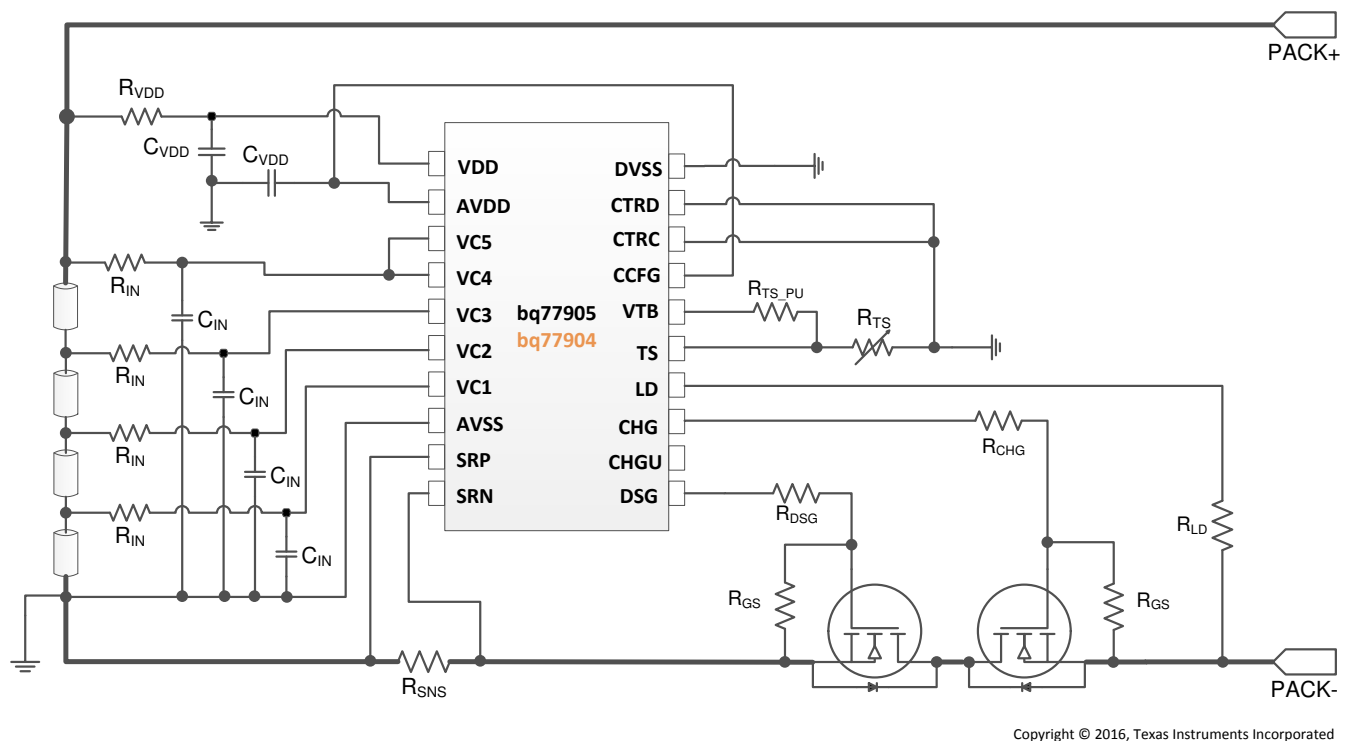 PACK+
RVDD
CVDD
CVDD
VDD
AVDD
VC5
VC4
VC3
VC2
VC1
AVSS
SRP
SRN
bq77905
bq77904
DVSS
CTRD
CTRC
CCFG
VTB
TS
LD
CHG
CHGU
DSG
RIN
CIN
RIN
CIN
RIN
CIN
RIN
CIN
RTS_PU
RTS
RCHG
RDSG
RLD
RGS
RGS
RSNS
PACK-
Copyright © 2016, Texas Instruments Incorporated